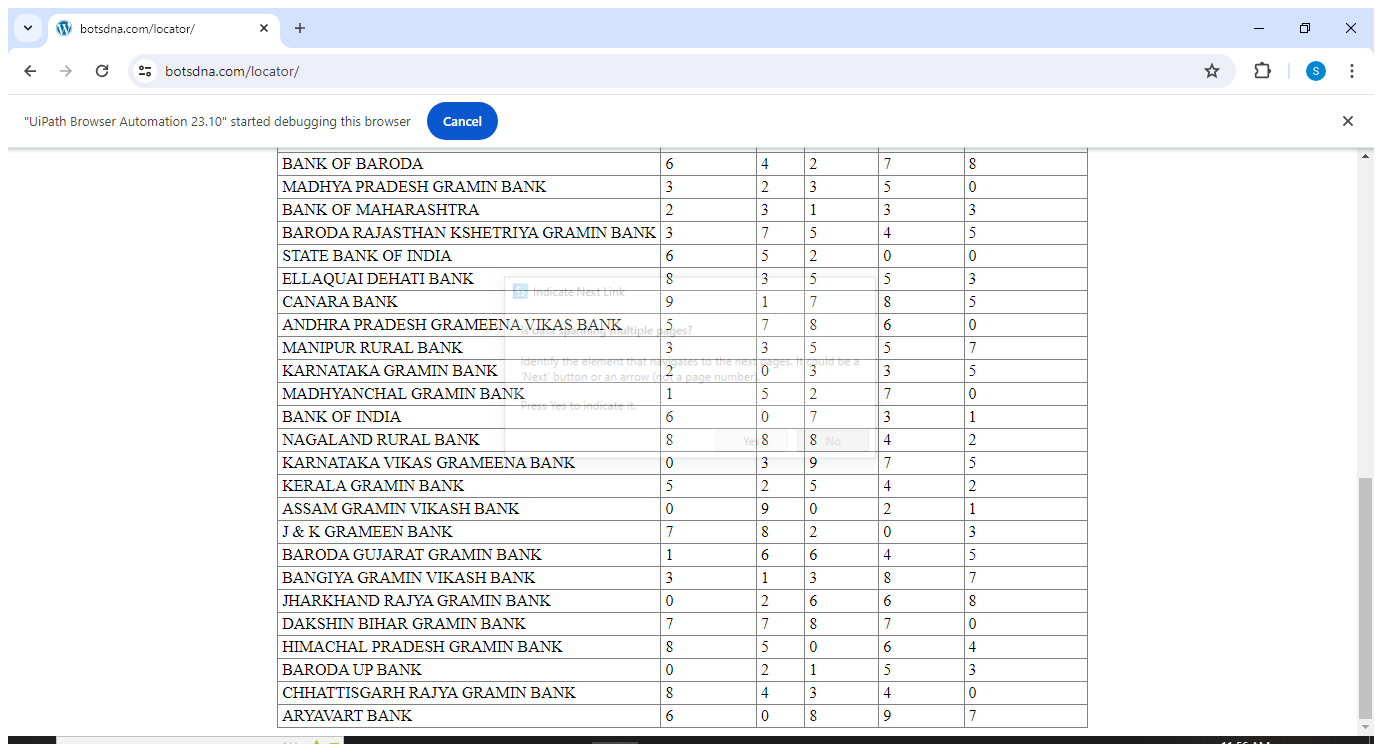 botsdna.com/locator/
botsdna.com/locator/
S
"UiPath Browser Automation 23.10" started debugging this browser
Cancel
BANK OF BARODA 6 4 2 7 8
MADHYA PRADESH GRAMIN BANK 3 2 3 5 0
BANK OF MAHARASHTRA 2 3 1 3 3
BARODA RAJASTHAN KSHETRIYA GRAMIN BANK 3 7 5 4 5
STATE BANK OF INDIA 6 5 2 0 0
ELLAQUAI DEHATI BANK 8 3 5 5 3
CANARA BANK 9 1 7 8 5
ANDHRA PRADESH GRAMEENA VIKAS BANK 5 7 8 6 0
MANIPUR RURAL BANK 3 3 5 5 7
KARNATAKA GRAMIN BANK 2 0 3 3 5
MADHYANCHAL GRAMIN BANK 1 5 2 7 0
BANK OF INDIA 6 0 7 3 1
NAGALAND RURAL BANK 8 8 8 4 2
KARNATAKA VIKAS GRAMEENA BANK 0 3 9 7 5
KERALA GRAMIN BANK 5 2 5 4 2
ASSAM GRAMIN VIKASH BANK 0 9 0 2 1
J & K GRAMEEN BANK 7 8 2 0 3
BARODA GUJARAT GRAMIN BANK 1 6 6 4 5
BANGIYA GRAMIN VIKASH BANK 3 1 3 8 7
JHARKHAND RAJYA GRAMIN BANK 0 2 6 6 8
DAKSHIN BIHAR GRAMIN BANK 7 7 8 7 0
HIMACHAL PRADESH GRAMIN BANK 8 5 0 6 4
BARODA UP BANK 0 2 1 5 3
CHHATTISGARH RAJYA GRAMIN BANK 8 4 3 4 0
ARYAVART BANK 6 0 8 9 7
Indicate Next Link
Is data spanning multiple pages?
Identify the element that navigates to the next pages. It could be a
'Next' button or an arrow (not a page number).
Press Yes to indicate it.
Yes No